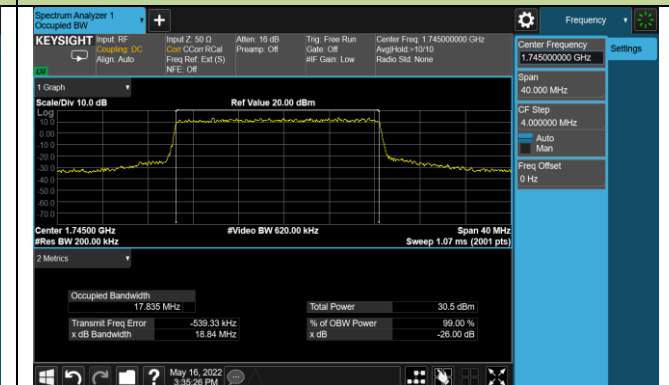 Spectrum Analyzer 1
Occupied BW
Frequency
KEYSIGHT
Input: RF
Coupling: DC
Align: Auto
Input Z: 50 Ω
Corr CCorr RCal
Freq Ref: Ext (S)
NFE: Off
Atten: 16 dB
Preamp: Off
Trig: Free Run
Gate: Off
#IF Gain: Low
Center Freq: 1.745000000 GHz
Avg|Hold:>10/10
Radio Std: None
Center Frequency
1.745000000 GHz
Settings
Span
40.000 MHz
CF Step
4.000000 MHz
Auto
Man
Freq Offset
0 Hz
1 Graph
Scale/Div 10.0 dB
Ref Value 20.00 dBm
Log
10.0
0.00
-10.0
-20.0
-30.0
-40.0
-50.0
-60.0
-70.0
Center 1.74500 GHz
#Video BW 620.00 kHz
Span 40 MHz
#Res BW 200.00 kHz
Sweep 1.07 ms (2001 pts)
2 Metrics
Occupied Bandwidth
17.835 MHz
Total Power
30.5 dBm
Transmit Freq Error
-539.33 kHz
% of OBW Power
99.00 %
x dB Bandwidth
18.84 MHz
x dB
-26.00 dB
?
May 16, 2022
3:35:26 PM